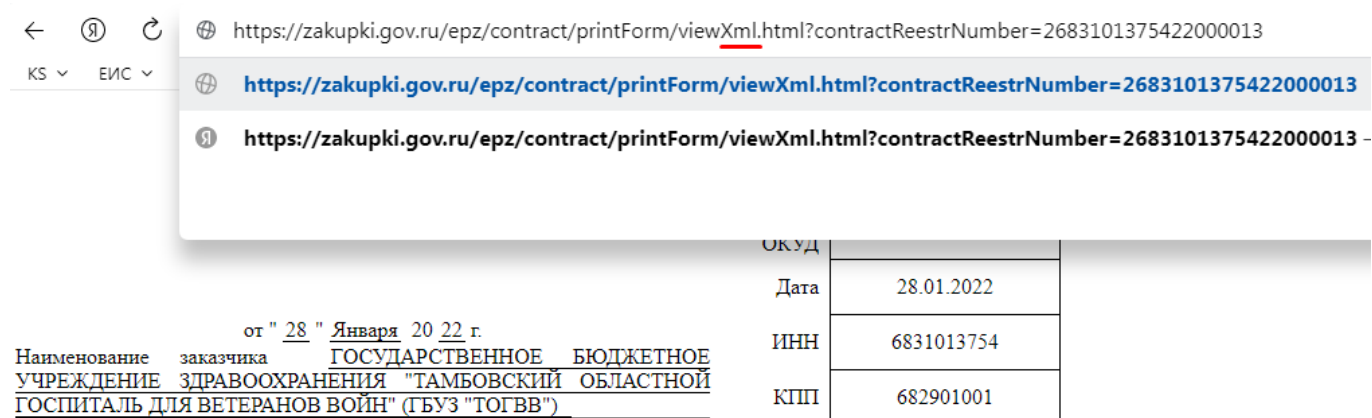 Я https://zakupki.gov.ru/epz/contract/printForm/viewXml.html?contractReestrNumber=2683101375422000013
KS ЕИС
https://zakupki.gov.ru/epz/contract/printForm/viewXml.html?contractReestrNumber=2683101375422000013
Я https://zakupki.gov.ru/epz/contract/printForm/viewXml.html?contractReestrNumber=2683101375422000013 –
ОКУД
Дата 28.01.2022
от " 28 " Января 20 22 г.
ИНН 6831013754
Наименование заказчика ГОСУДАРСТВЕННОЕ БЮДЖЕТНОЕ
УЧРЕЖДЕНИЕ ЗДРАВООХРАНЕНИЯ "ТАМБОВСКИЙ ОБЛАСТНОЙ
ГОСПИТАЛЬ ДЛЯ ВЕТЕРАНОВ ВОЙН" (ГБУЗ "ТОГВВ")
КПП 682901001